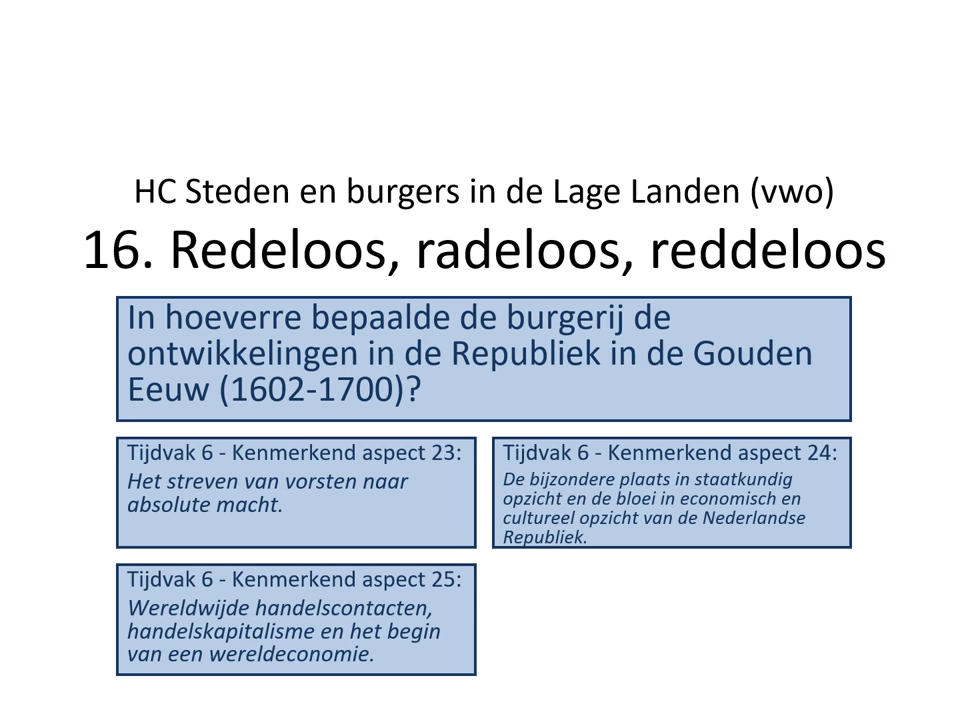 HC Steden en burgers in de Lage Landen (vwo)
16. Redeloos, radeloos, reddeloos
In hoeverre bepaalde de burgerij de
ontwikkelingen in de Republiek in de Gouden
Eeuw (1602-1700)?
Tijdvak 6 - Kenmerkend aspect 23:
Het streven van vorsten naar
absolute macht.
Tijdvak 6 - Kenmerkend aspect 24:
De bijzondere plaats in staatkundig
opzicht en de bloei in economisch en
cultureel opzicht van de Nederlandse
Republiek.
Tijdvak 6 - Kenmerkend aspect 25:
Wereldwijde handelscontacten,
handelskapitalisme en het begin
van een wereldeconomie.